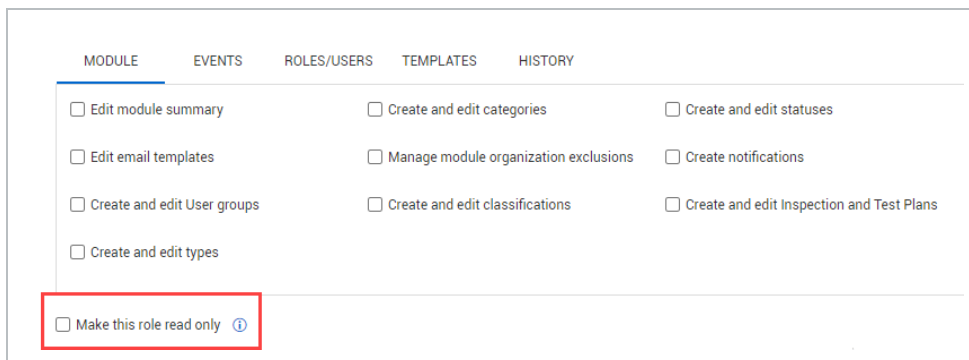 MODULE EVENTS ROLES/USERS TEMPLATES HISTORY
Edit module summary Create and edit categories Create and edit statuses
Edit email templates Manage module organization exclusions Create notifications
Create and edit User groups Create and edit classifications Create and edit Inspection and Test Plans
Create and edit types
Make this role read only